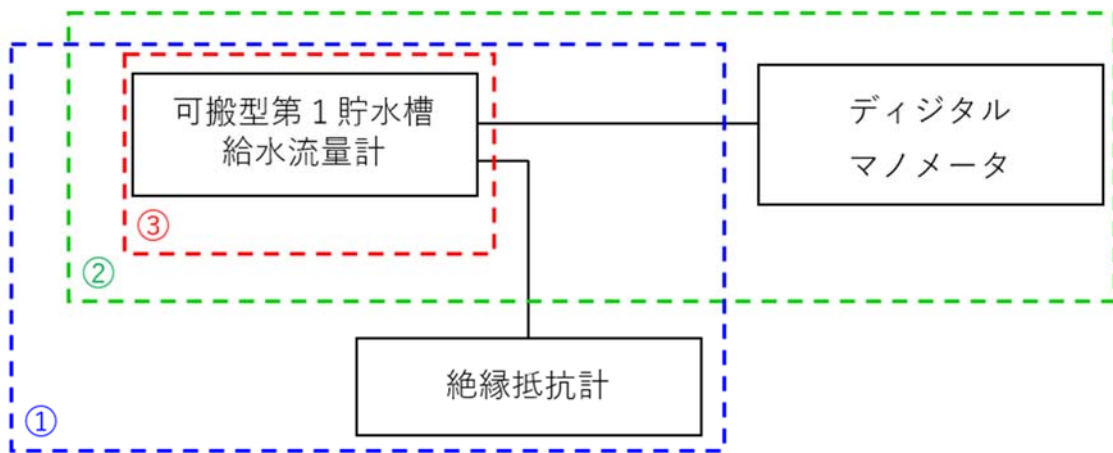 可搬型第１貯水槽
給水流量計
ディジタル
マノメータ
③
②
絶縁抵抗計
①